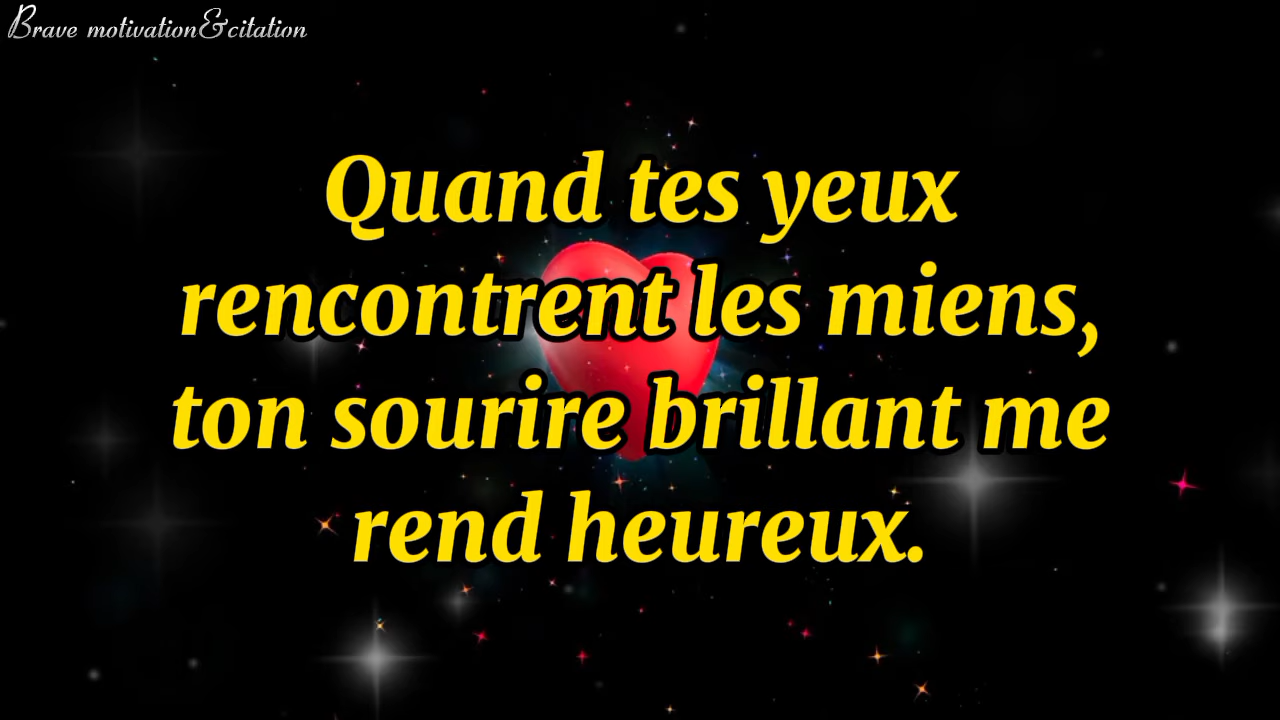 Brave motivation&citation
Quand tes yeux
rencontrent les miens,
ton sourire brillant me
rend heureux.